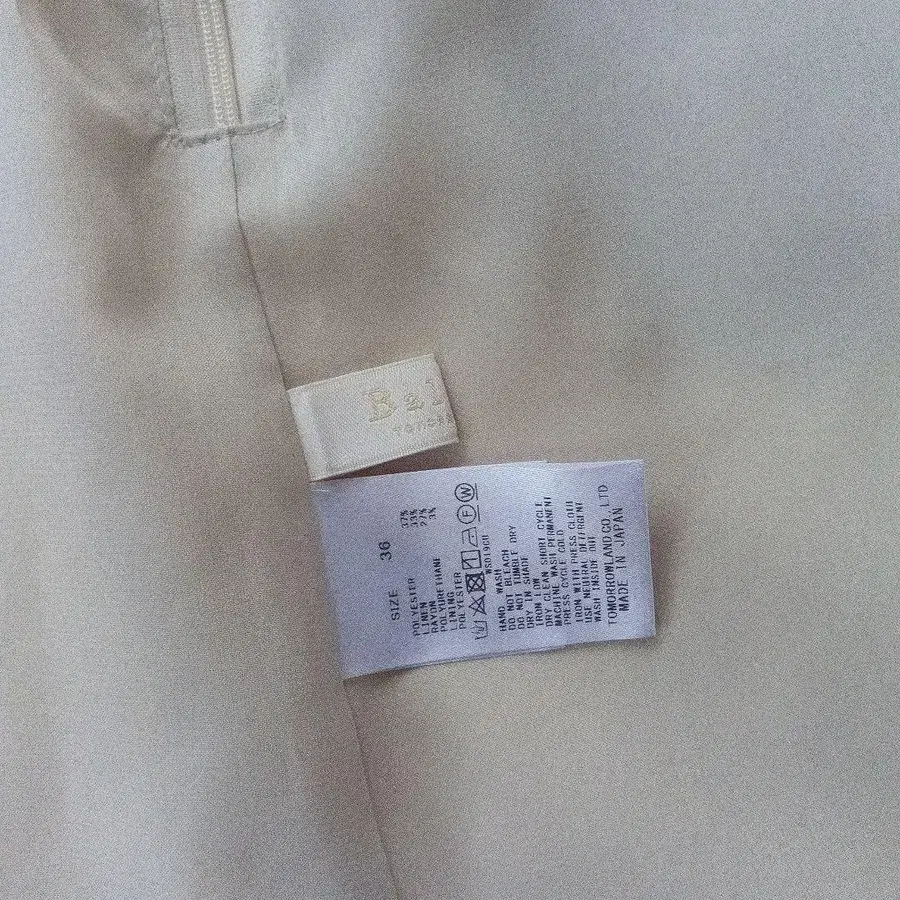 Bal
SIZE 36
POLYESTER 37%
LINEN 33%
RAYON 27%
POLYURETHANE 3%
LINING
POLYESTER
HAND WASH
DO NOT BLEACH
DO NOT TUMBLE DRY
DRY IN SHADE
IRON LOW
DRY CLEAN SHORT CYCLE
MACHINE WASH PERMANENT
PRESS CYCLE COLD
IRON WITH PRESS CLOTH
USE NEUTRAL DETERGENT
WASH INSIDE OUT
TOMORROWLAND CO., LTD
MADE IN JAPAN